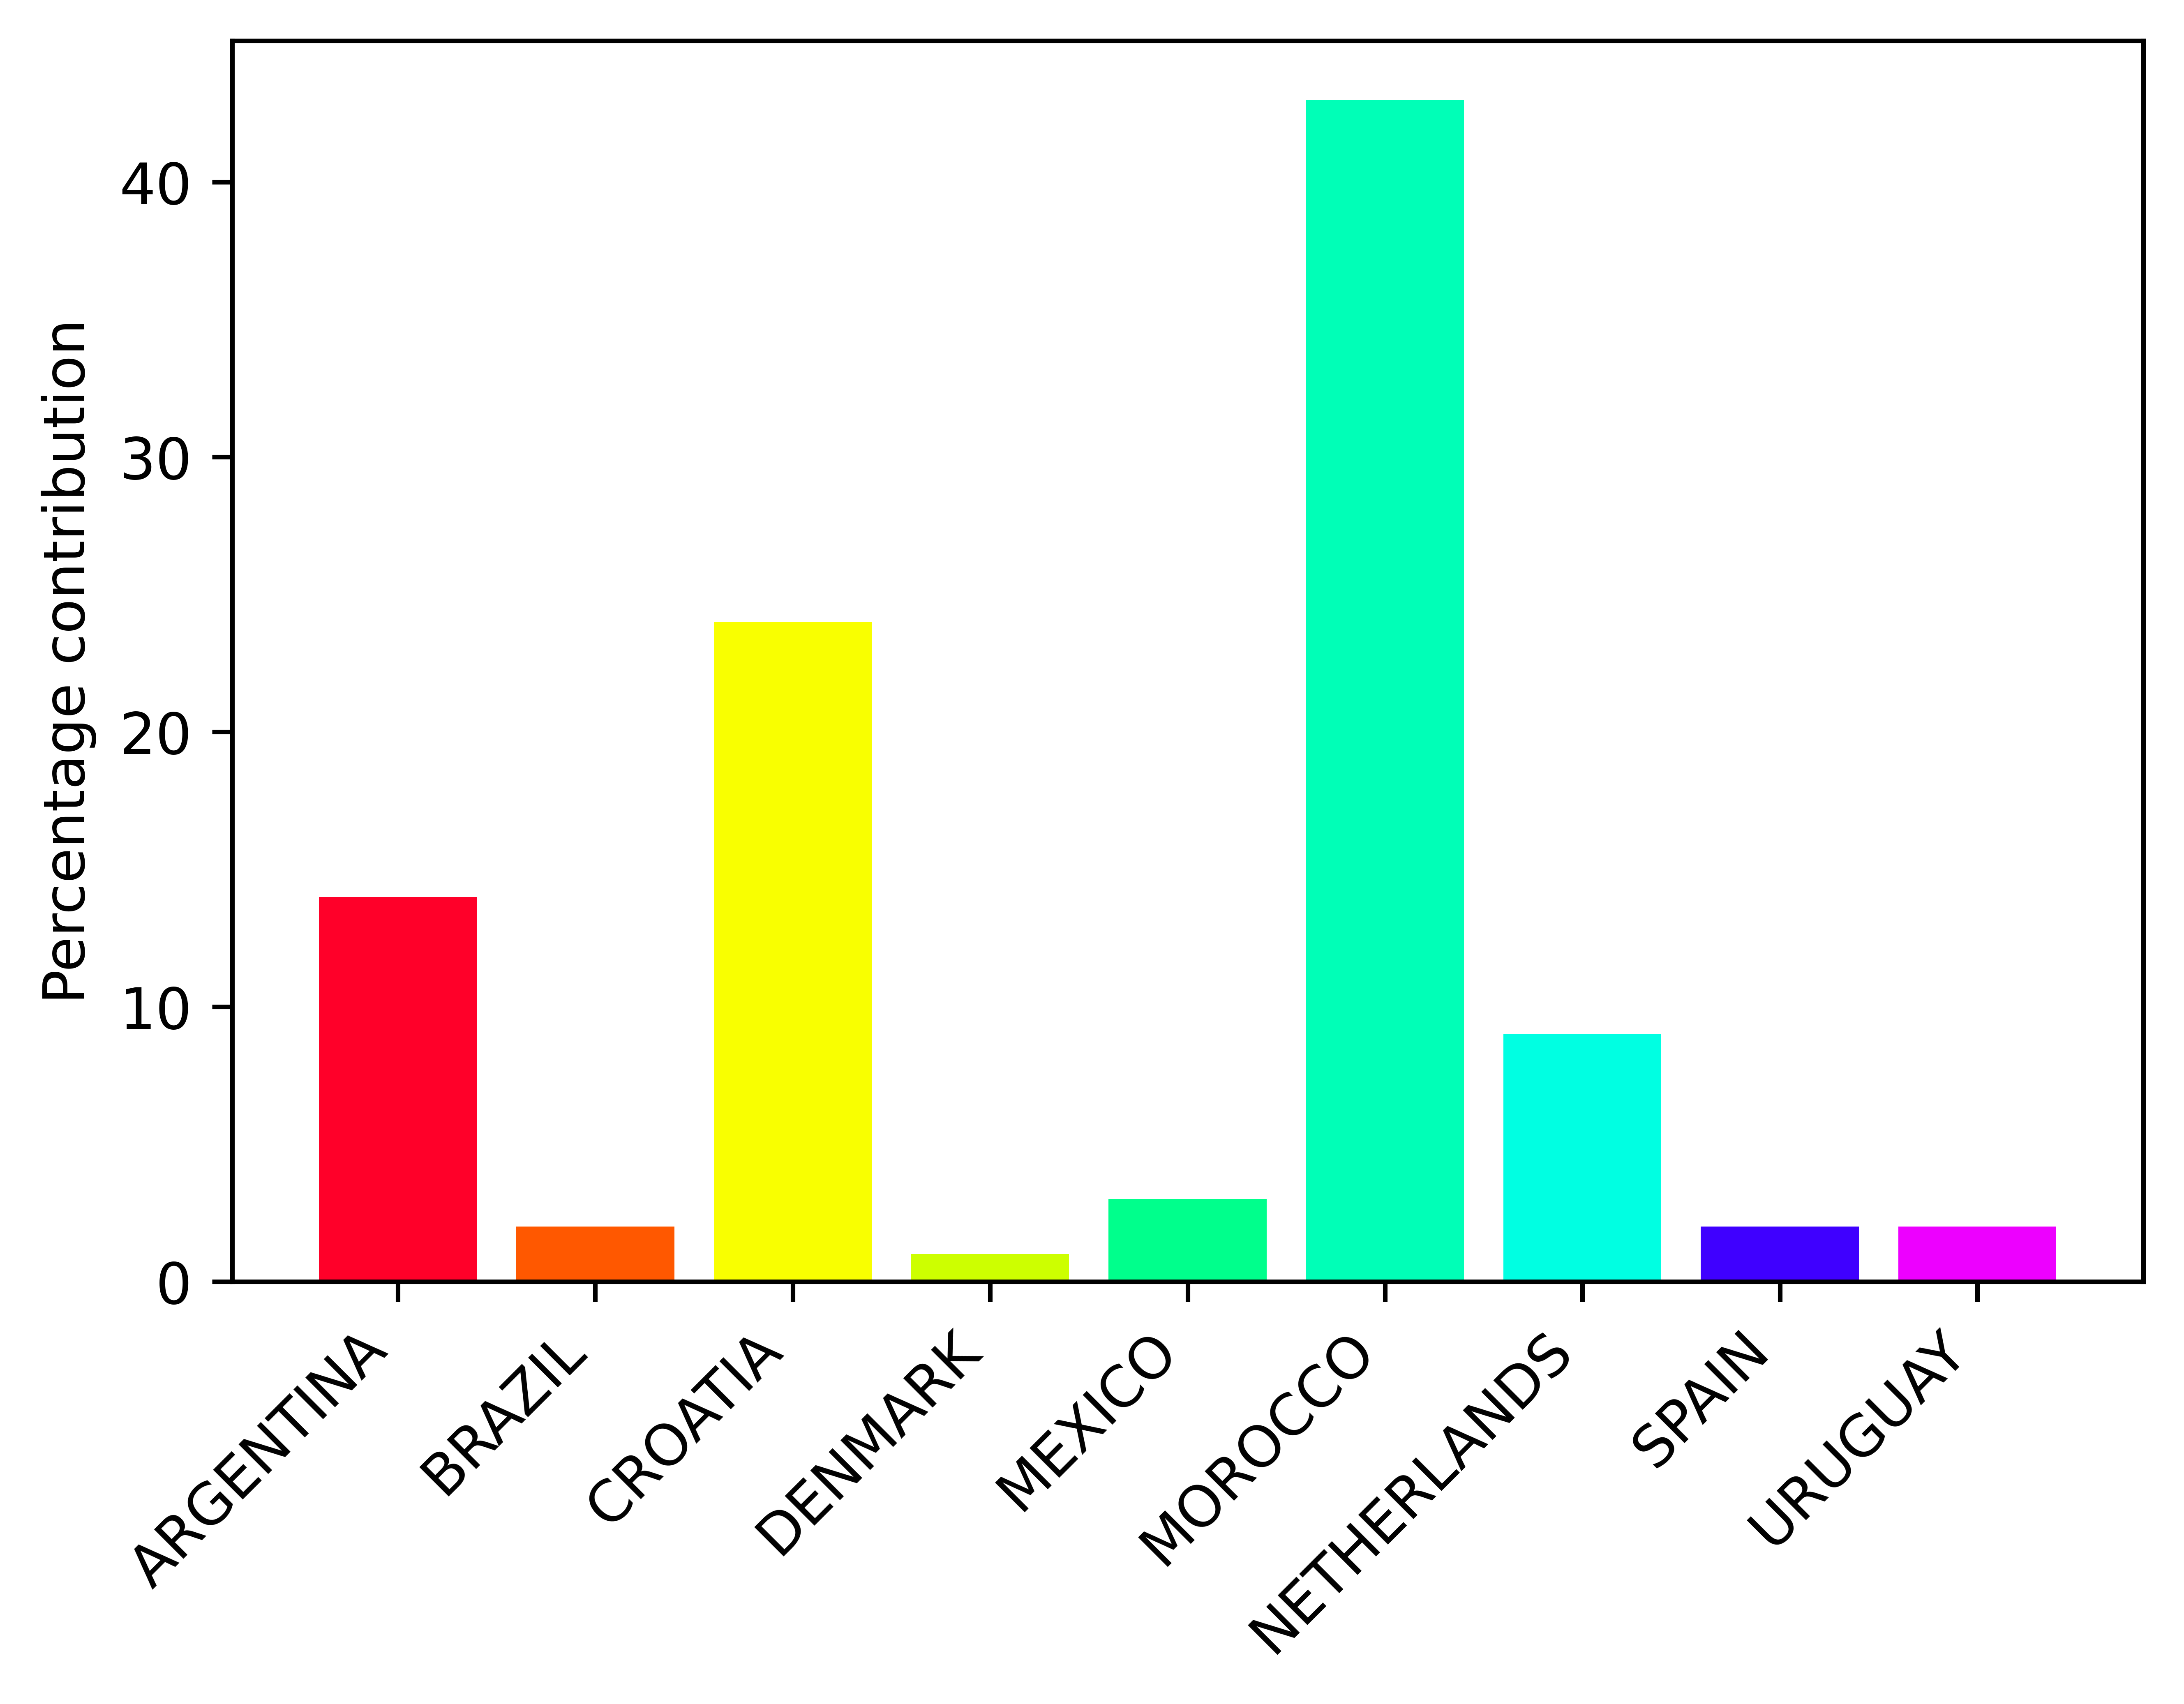 Percentage contribution
40
30
20
10
0
ARGENTINA
BRAZIL
CROATIA
DENMARK
MEXICO
MOROCCO
NETHERLANDS
SPAIN
URUGUAY